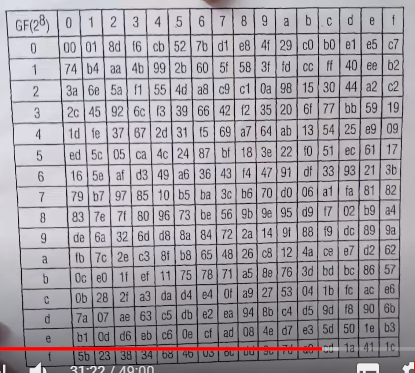 GF(2⁸) 0 1 2 3 4 5 6 7 8 9 a b c d e f
0 00 01 8d f6 cb 52 7b d1 e8 4f 29 c0 b0 e1 e5 c7
1 74 b4 aa 4b 99 2b 60 5f 58 3f fd cc ff 40 ee b2
2 3a 6e 5a f1 55 4d a8 c9 c1 0a 98 15 30 44 a2 c2
3 2c 45 92 6c f3 39 66 42 f2 35 20 6f 77 bb 59 19
4 1d fe 37 67 2d 31 f5 69 a7 64 ab 13 54 25 e9 09
5 ed 5c 05 ca 4c 24 87 bf 18 3e 22 f0 51 ec 61 17
6 16 5e af d3 49 a6 36 43 f4 47 91 df 33 93 21 3b
7 79 b7 97 85 10 b5 ba 3c b6 70 d0 06 a1 fa 81 82
8 83 7e 7f 80 96 73 be 56 9b 9e 95 d9 f7 02 b9 a4
9 de 6a 32 6d d8 8a 84 72 2a 14 9f 88 f9 dc 89 9a
a fb 7c 2e c3 8f b8 65 48 26 c8 12 4a ce e7 d2 62
b 0c e0 1f ef 11 75 78 71 a5 8e 76 3d bd bc 86 57
c 0b 28 2f a3 da d4 e4 0f a9 27 53 04 1b fc ac e6
d 7a 07 ae 63 c5 db e2 ea 94 8b c4 d5 9d f8 90 6b
e b1 0d d6 eb c6 0e cf ad 08 4e d7 e3 5d 50 1e b3
5b 23 38 34 68 46 cd 1a 41 1c
31:22 / 49:00